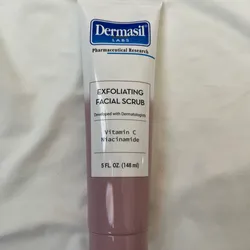 Dermasil
LABS
Pharmaceutical Research
EXFOLIATING
FACIAL SCRUB
Developed with Dermatologists
Vitamin C
Niacinamide
5 FL. OZ. (148 ml)